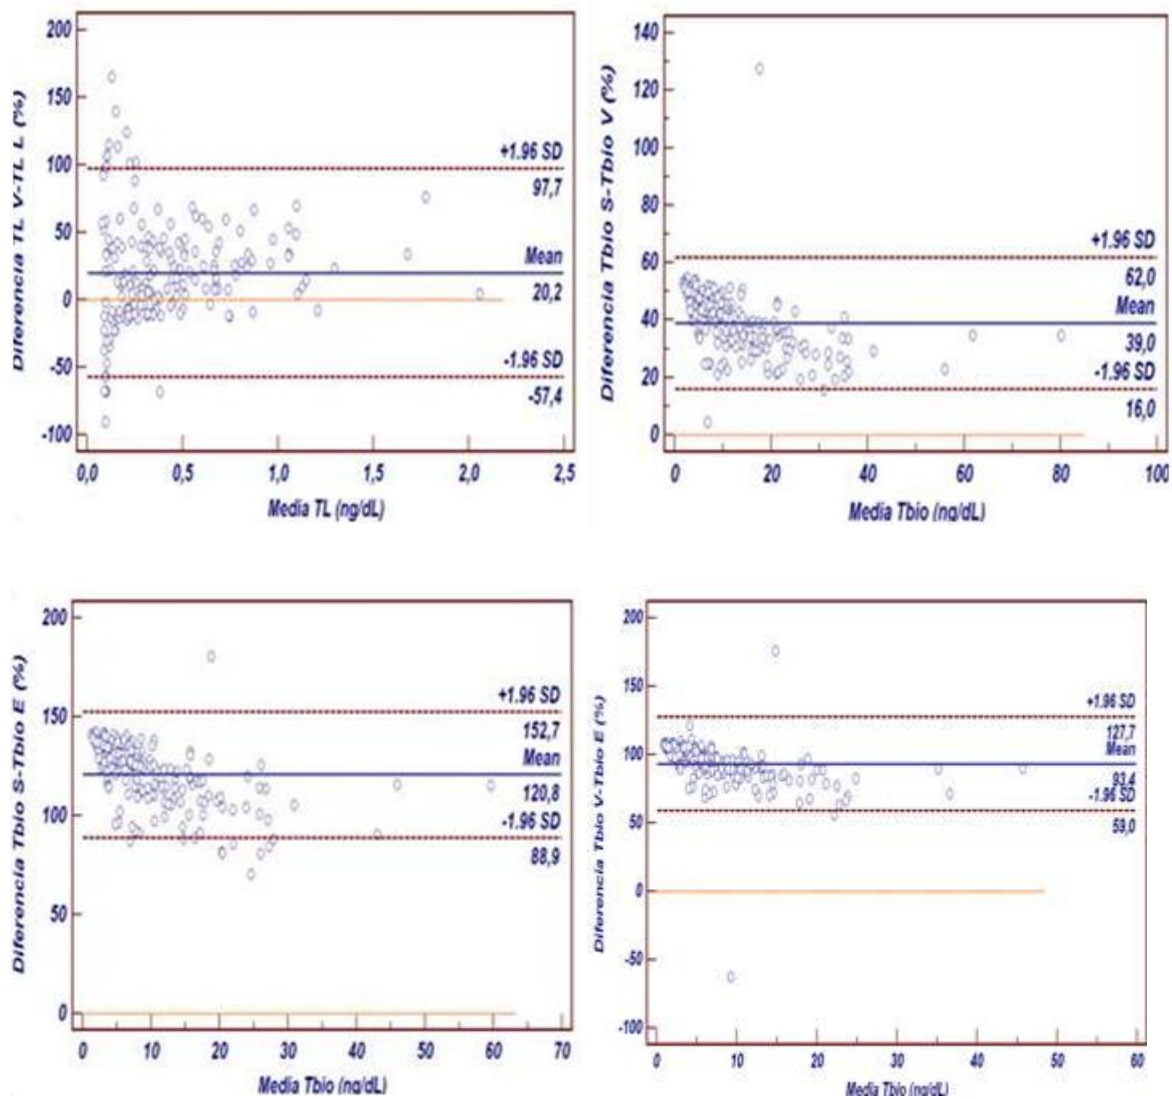 Diferencia TL V-TL L (%)
200
150
100
50
0
-50
-100
+1.96 SD
97,7
Mean
20,2
-1.96 SD
-57,4
0,0 0,5 1,0 1,5 2,0 2,5
Media TL (ng/dL)
Diferencia Tbio S-Tbio V (%)
140
120
100
80
60
40
20
0
+1.96 SD
62,0
Mean
39,0
-1.96 SD
16,0
0 20 40 60 80 100
Media Tbio (ng/dL)
Diferencia Tbio S-Tbio E (%)
200
150
100
50
0
+1.96 SD
152,7
Mean
120,8
-1.96 SD
88,9
0 10 20 30 40 50 60 70
Media Tbio (ng/dL)
Diferencia Tbio V-Tbio E (%)
200
150
100
50
0
-50
-100
+1.96 SD
127,7
Mean
93,4
-1.96 SD
59,0
0 10 20 30 40 50 60
Media Tbio (ng/dL)